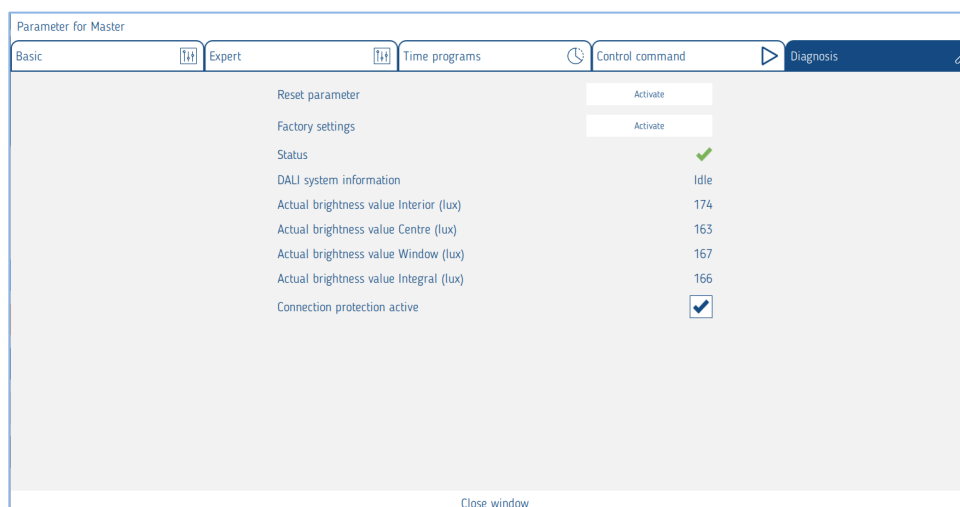 Parameter for Master
Basic Expert Time programs Control command Diagnosis
Reset parameter Activate
Factory settings Activate
Status
DALI system information Idle
Actual brightness value Interior (lux) 174
Actual brightness value Centre (lux) 163
Actual brightness value Window (lux) 167
Actual brightness value Integral (lux) 166
Connection protection active
Close window